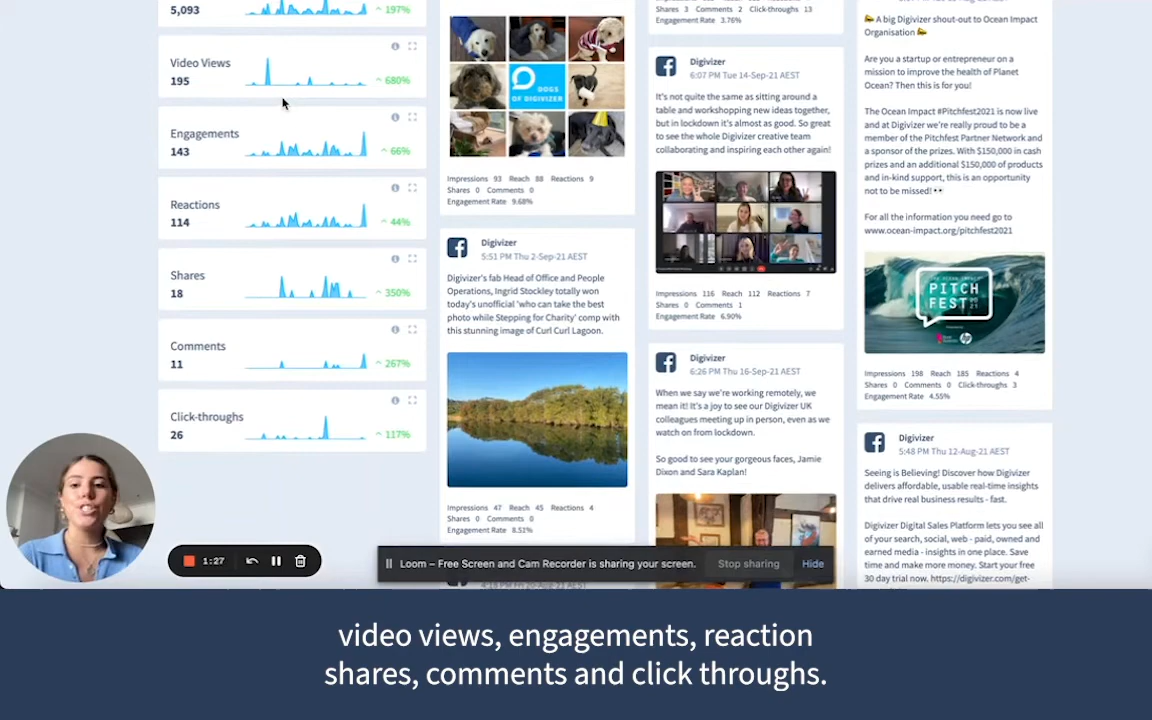 5,093
197%
Video Views
195
680%
Engagements
143
66%
Reactions
114
44%
Shares
18
350%
Comments
11
267%
Click-throughs
26
117%
1:27
DOGS
OF DIGIVIZER
Impressions 93 Reach 88 Reactions 9
Shares 0 Comments 0
Engagement Rate 9.68%
Digivizer
5:51 PM Thu 2-Sep-21 AEST
Digivizer's fab Head of Office and People
Operations, Ingrid Stockley totally won
today's unofficial 'who can take the best
photo while Stepping for Charity' comp with
this stunning image of Curl Curl Lagoon.
Impressions 47 Reach 45 Reactions 4
Shares 0 Comments 0
Engagement Rate 8.51%
Shares 3 Comments 2 Click-throughs 13
Engagement Rate 3.76%
Digivizer
6:07 PM Tue 14-Sep-21 AEST
It's not quite the same as sitting around a
table and workshopping new ideas together,
but in lockdown it's almost as good. So great
to see the whole Digivizer creative team
collaborating and inspiring each other again!
Impressions 116 Reach 112 Reactions 7
Shares 0 Comments 1
Engagement Rate 6.90%
Digivizer
6:26 PM Thu 16-Sep-21 AEST
When we say we're working remotely, we
mean it! It's a joy to see our Digivizer UK
colleagues meeting up in person, even as we
watch on from lockdown.
So good to see your gorgeous faces, Jamie
Dixon and Sara Kaplan!
A big Digivizer shout-out to Ocean Impact
Organisation
Are you a startup or entrepreneur on a
mission to improve the health of Planet
Ocean? Then this is for you!
The Ocean Impact #Pitchfest2021 is now live
and at Digivizer we're really proud to be a
member of the Pitchfest Partner Network and
a sponsor of the prizes. With $150,000 in cash
prizes and an additional $150,000 of products
and in-kind support, this is an opportunity
not to be missed!
For all the information you need go to
www.ocean-impact.org/pitchfest2021
PITCH
FEST
hp
Impressions 198 Reach 185 Reactions 4
Shares 0 Comments 0 Click-throughs 3
Engagement Rate 4.55%
Digivizer
5:48 PM Thu 12-Aug-21 AEST
Seeing is Believing! Discover how Digivizer
delivers affordable, usable real-time insights
that drive real business results - fast.
Digivizer Digital Sales Platform lets you see all
of your search, social, web - paid, owned and
earned media - insights in one place. Save
time and make more money. Start your free
30 day trial now. https://digivizer.com/get-
Loom – Free Screen and Cam Recorder is sharing your screen.
Stop sharing
Hide
video views, engagements, reaction
shares, comments and click throughs.